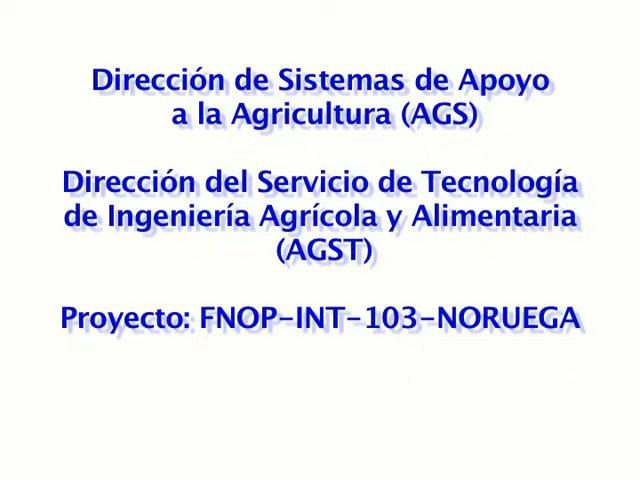 Dirección de Sistemas de Apoyo
a la Agricultura (AGS)
Dirección del Servicio de Tecnología
de Ingeniería Agrícola y Alimentaria
(AGST)
Proyecto: FNOP-INT-103-NORUEGA